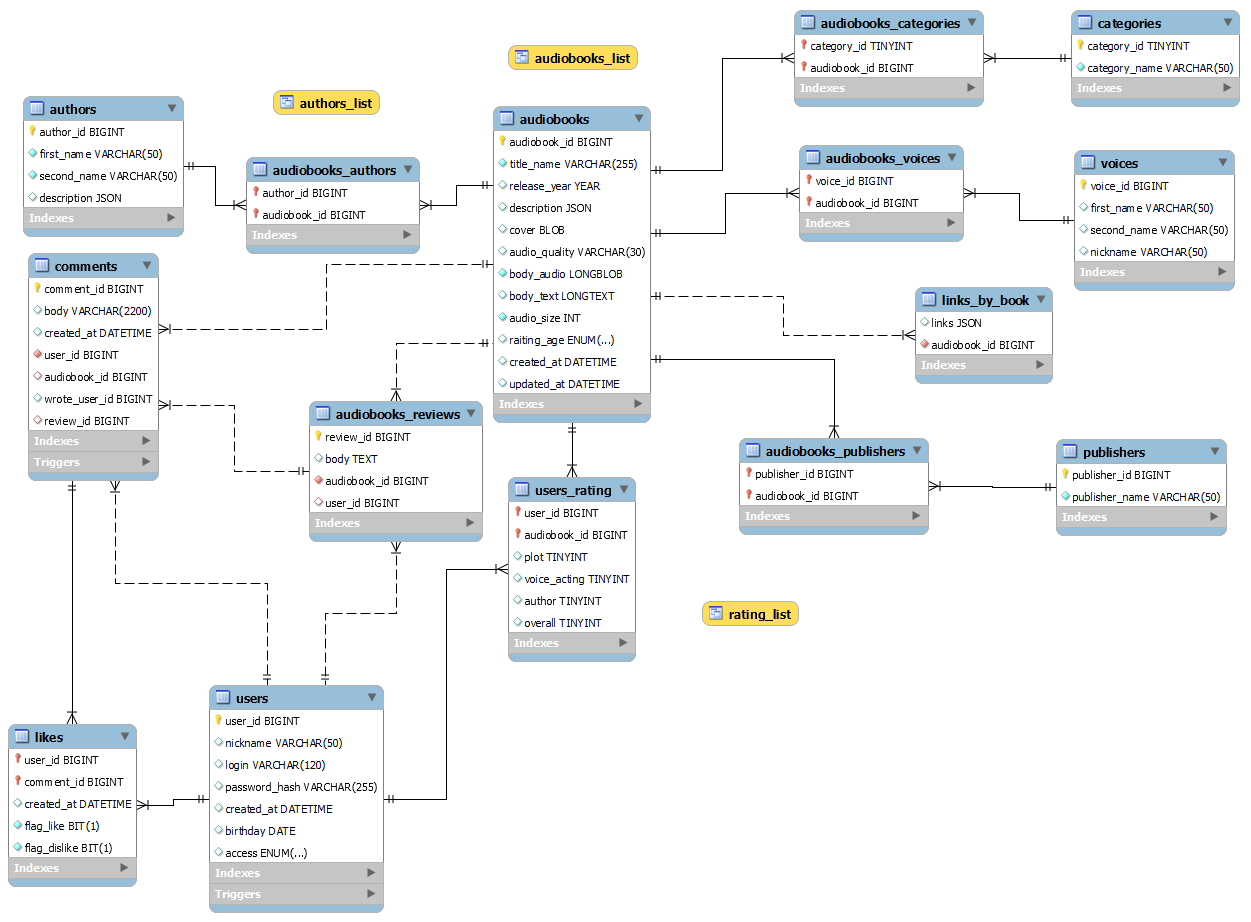 audiobooks_categories
category_id TINYINT
audiobook_id BIGINT
Indexes
categories
category_id TINYINT
category_name VARCHAR(50)
Indexes
audiobooks_list
authors_list
authors
author_id BIGINT
first_name VARCHAR(50)
second_name VARCHAR(50)
description JSON
Indexes
audiobooks_authors
author_id BIGINT
audiobook_id BIGINT
Indexes
audiobooks
audiobook_id BIGINT
title_name VARCHAR(255)
release_year YEAR
description JSON
cover BLOB
audio_quality VARCHAR(30)
body_audio LONGBLOB
body_text LONGTEXT
audio_size INT
raiting_age ENUM(...)
created_at DATETIME
updated_at DATETIME
Indexes
audiobooks_voices
voice_id BIGINT
audiobook_id BIGINT
Indexes
voices
voice_id BIGINT
first_name VARCHAR(50)
second_name VARCHAR(50)
nickname VARCHAR(50)
Indexes
comments
comment_id BIGINT
body VARCHAR(2200)
created_at DATETIME
user_id BIGINT
audiobook_id BIGINT
wrote_user_id BIGINT
review_id BIGINT
Indexes
Triggers
links_by_book
links JSON
audiobook_id BIGINT
Indexes
audiobooks_reviews
review_id BIGINT
body TEXT
audiobook_id BIGINT
user_id BIGINT
Indexes
users_rating
user_id BIGINT
audiobook_id BIGINT
plot TINYINT
voice_acting TINYINT
author TINYINT
overall TINYINT
Indexes
audiobooks_publishers
publisher_id BIGINT
audiobook_id BIGINT
Indexes
publishers
publisher_id BIGINT
publisher_name VARCHAR(50)
Indexes
rating_list
users
user_id BIGINT
nickname VARCHAR(50)
login VARCHAR(120)
password_hash VARCHAR(255)
created_at DATETIME
birthday DATE
access ENUM(...)
Indexes
Triggers
likes
user_id BIGINT
comment_id BIGINT
created_at DATETIME
flag_like BIT(1)
flag_dislike BIT(1)
Indexes